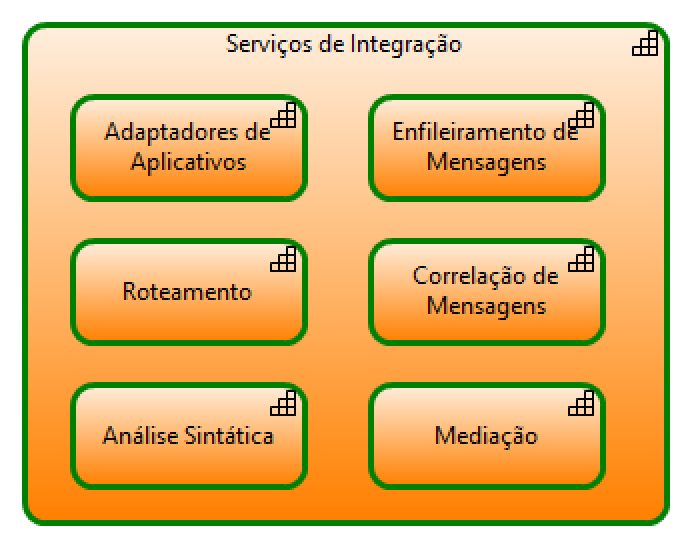 Serviços de Integração
Adaptadores de
Aplicativos
Enfileiramento de
Mensagens
Roteamento
Correlação de
Mensagens
Análise Sintática
Mediação